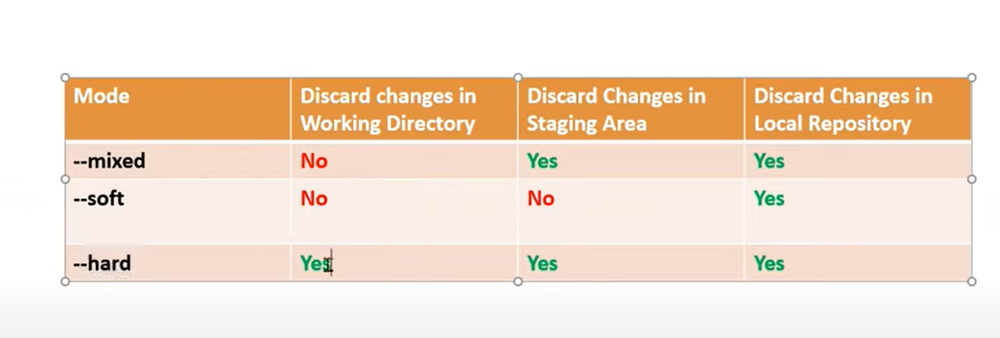 Mode
Discard changes in
Working Directory
Discard Changes in
Staging Area
Discard Changes in
Local Repository
--mixed No Yes Yes
--soft No No Yes
--hard Yes Yes Yes